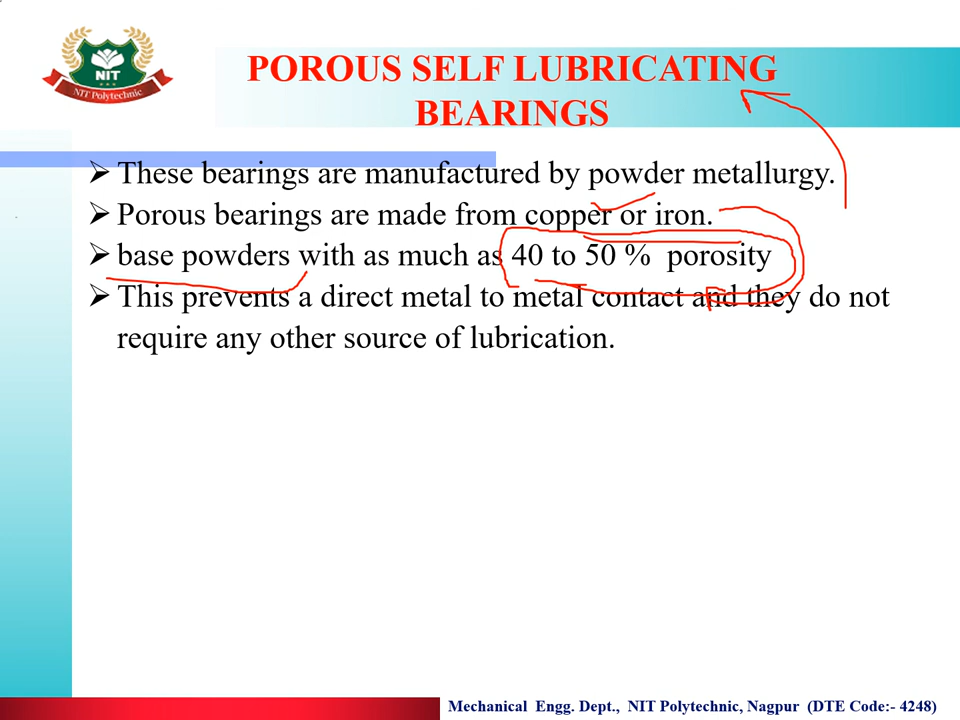 NIT
NIT Polytechnic
POROUS SELF LUBRICATING
BEARINGS
➢ These bearings are manufactured by powder metallurgy.
➢ Porous bearings are made from copper or iron.
➢ base powders with as much as 40 to 50 % porosity
➢ This prevents a direct metal to metal contact and they do not
require any other source of lubrication.
Mechanical Engg. Dept., NIT Polytechnic, Nagpur (DTE Code:- 4248)